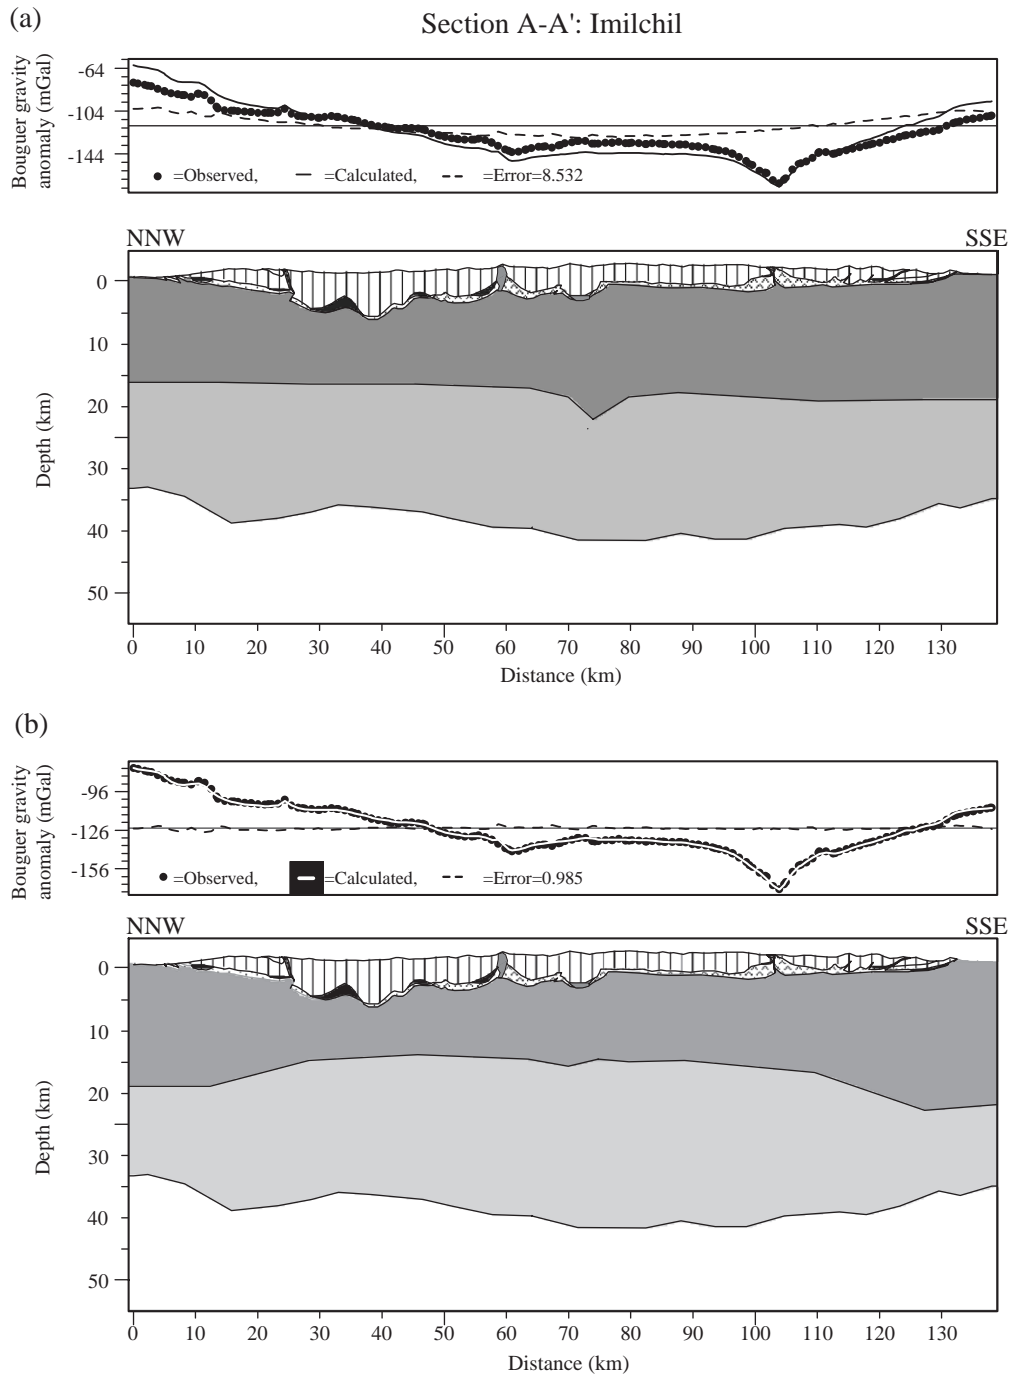 (a)
Section A-A': Imilchil
Bouguer gravity
anomaly (mGal)
-64
-104
-144
=Observed, =Calculated, =Error=8.532
NNW SSE
Depth (km)
0
10
20
30
40
50
0 10 20 30 40 50 60 70 80 90 100 110 120 130
Distance (km)
(b)
Bouguer gravity
anomaly (mGal)
-96
-126
-156
=Observed, =Calculated, =Error=0.985
NNW SSE
Depth (km)
0
10
20
30
40
50
0 10 20 30 40 50 60 70 80 90 100 110 120 130
Distance (km)